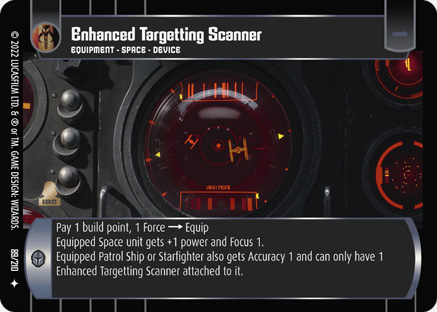 Enhanced Targetting Scanner
EQUIPMENT - SPACE - DEVICE
Pay 1 build point, 1 Force → Equip
Equipped Space unit gets +1 power and Focus 1.
Equipped Patrol Ship or Starfighter also gets Accuracy 1 and can only have 1
Enhanced Targetting Scanner attached to it.
© 2022 LUCASFILM LTD. & ® or TM. GAME DESIGN: WIZARDS.